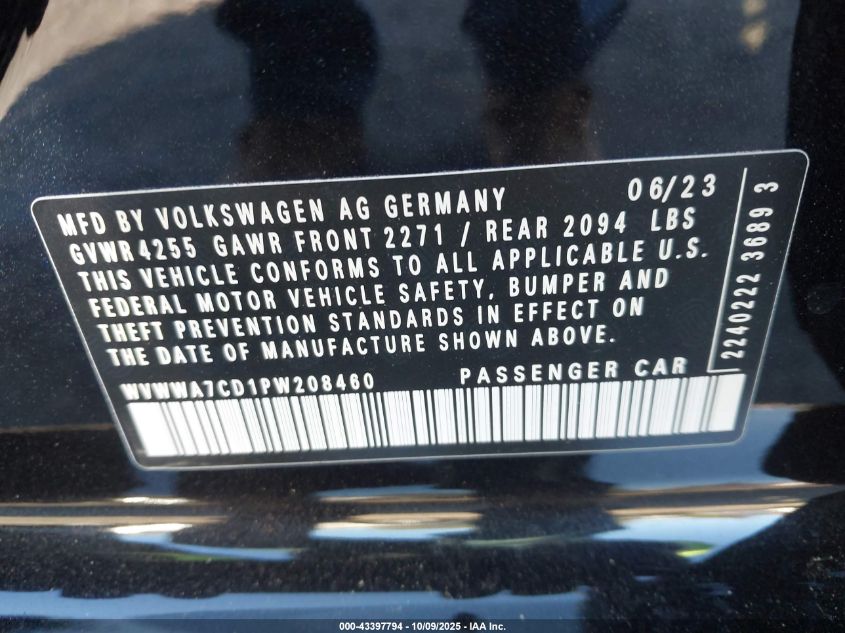 MFD BY VOLKSWAGEN AG GERMANY 06/23
GVWR 4255 GAWR FRONT 2271 / REAR 2094 LBS
THIS VEHICLE CONFORMS TO ALL APPLICABLE U.S.
FEDERAL MOTOR VEHICLE SAFETY, BUMPER AND
THEFT PREVENTION STANDARDS IN EFFECT ON
THE DATE OF MANUFACTURE SHOWN ABOVE.
WVWWA7CD1PW208460 PASSENGER CAR
2240222 3689 3
000-43397794 - 10/09/2025 - IAA Inc.